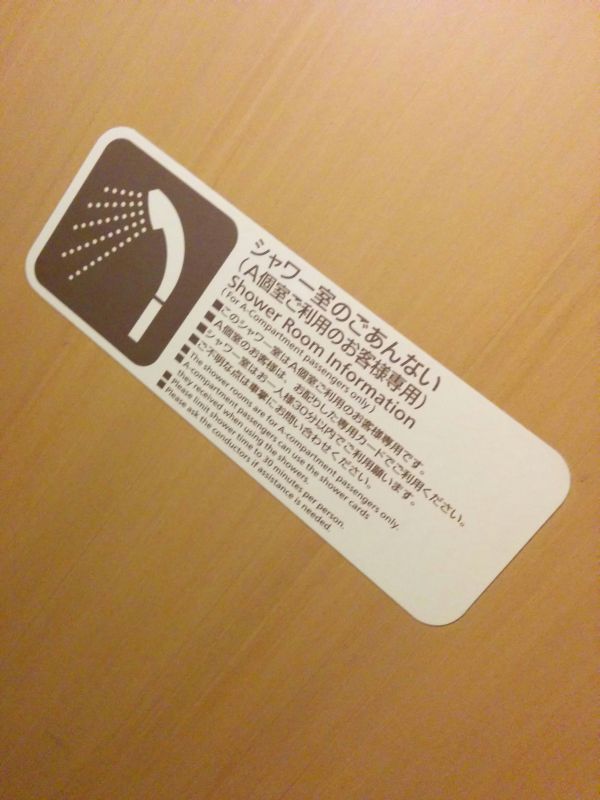 シャワー室のごあんない
(A個室ご利用のお客様専用)
Shower Room Information
(For A-Compartment passengers only)
■このシャワー室はA個室ご利用のお客様専用です。
■A個室のお客様は、お配りした専用カードでご利用ください。
■シャワー室はお一人様30分以内でご利用願います。
■ご不明な点は乗掌にお問い合わせください。
■The shower rooms are for A-compartment passengers only.
■A-compartment passengers can use the shower cards
they received when using the showers.
■Please limit shower time to 30 minutes per person.
■Please ask the conductors if assistance is needed.